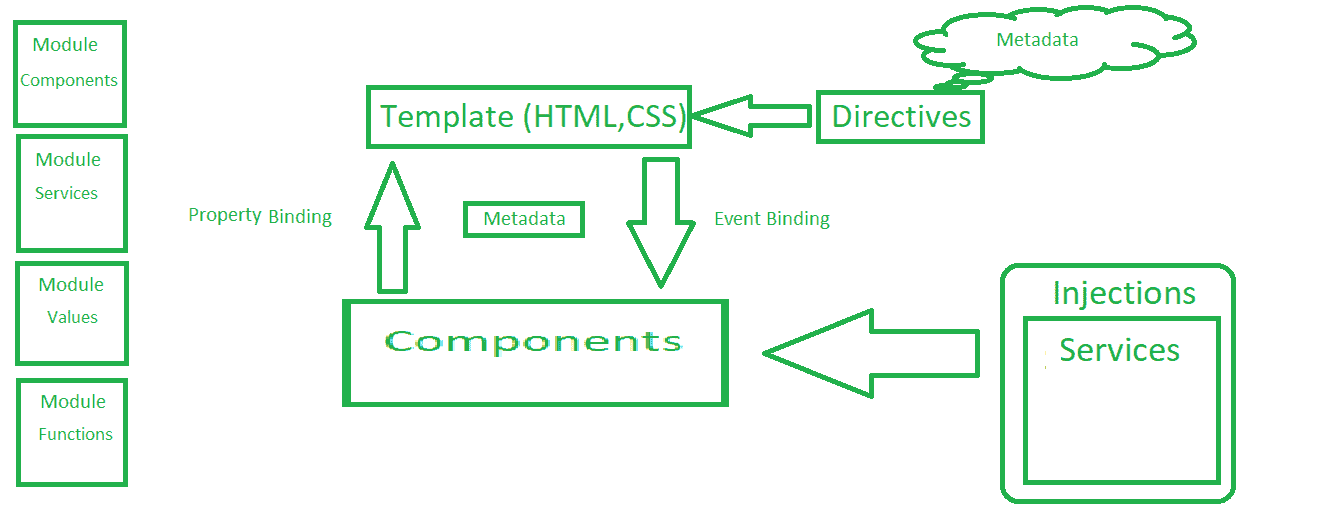 Module
Components
Module
Services
Module
Values
Module
Functions
Metadata
Template (HTML,CSS)
Directives
Property Binding
Metadata
Event Binding
Components
Injections
Services